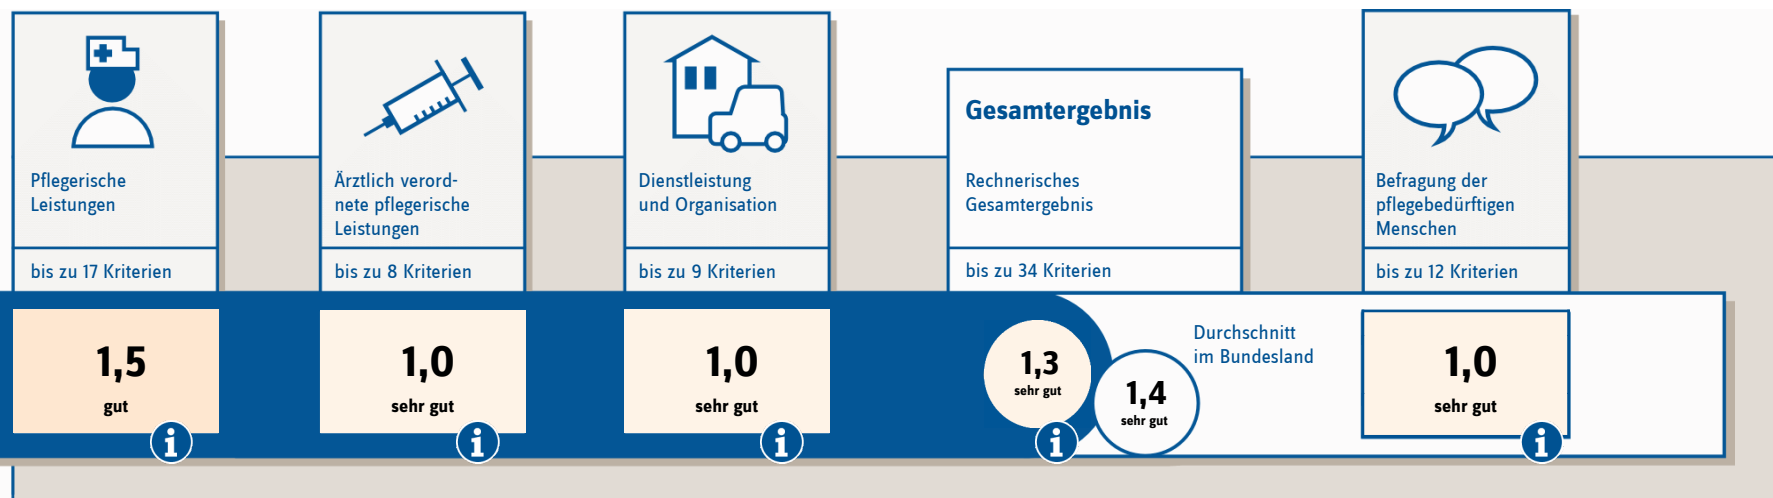 Pflegerische
Leistungen
bis zu 17 Kriterien
1,5
gut
i
Ärztlich verord-
nete pflegerische
Leistungen
bis zu 8 Kriterien
1,0
sehr gut
i
Dienstleistung
und Organisation
bis zu 9 Kriterien
1,0
sehr gut
i
Gesamtergebnis
Rechnerisches
Gesamtergebnis
bis zu 34 Kriterien
1,3
sehr gut
i
1,4
sehr gut
Durchschnitt
im Bundesland
Befragung der
pflegebedürftigen
Menschen
bis zu 12 Kriterien
1,0
sehr gut
i